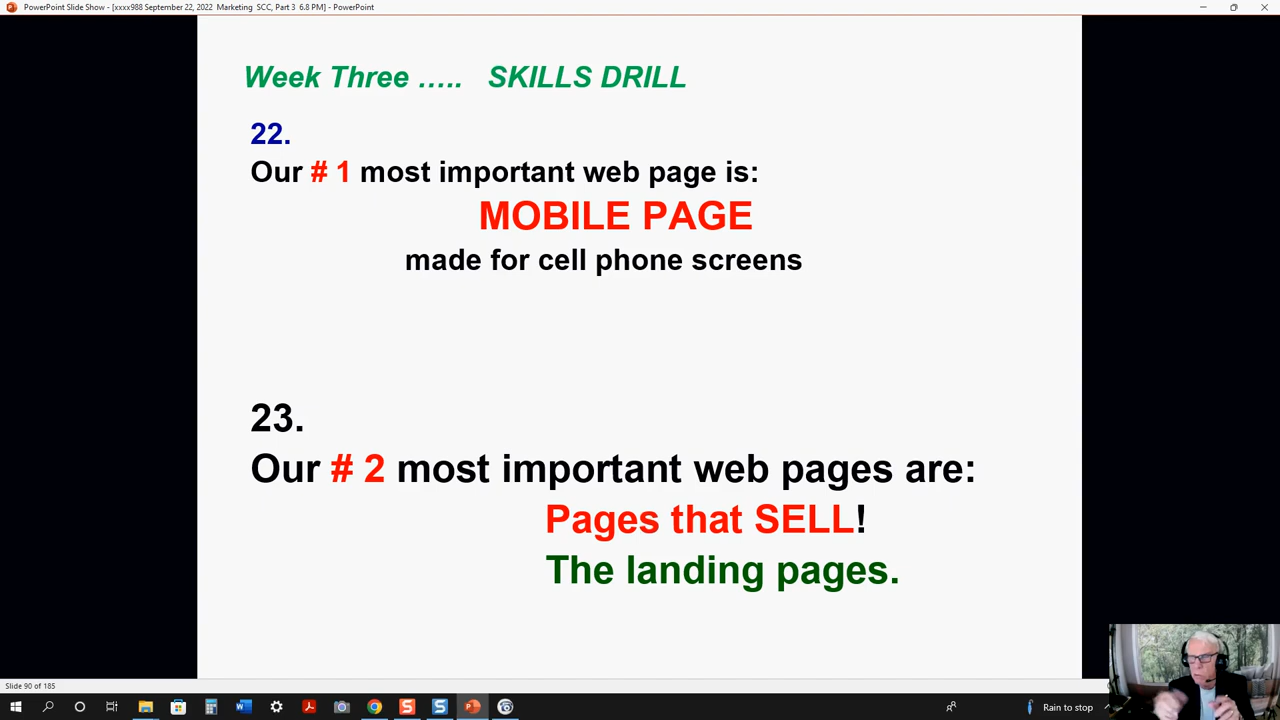 PowerPoint Slide Show - [xxxx988 September 22, 2022 Marketing SCC, Part 3 6.8 PM] - PowerPoint
Week Three ..... SKILLS DRILL
22.
Our # 1 most important web page is:
MOBILE PAGE
made for cell phone screens
23.
Our # 2 most important web pages are:
Pages that SELL!
The landing pages.
Slide 90 of 185
Rain to stop